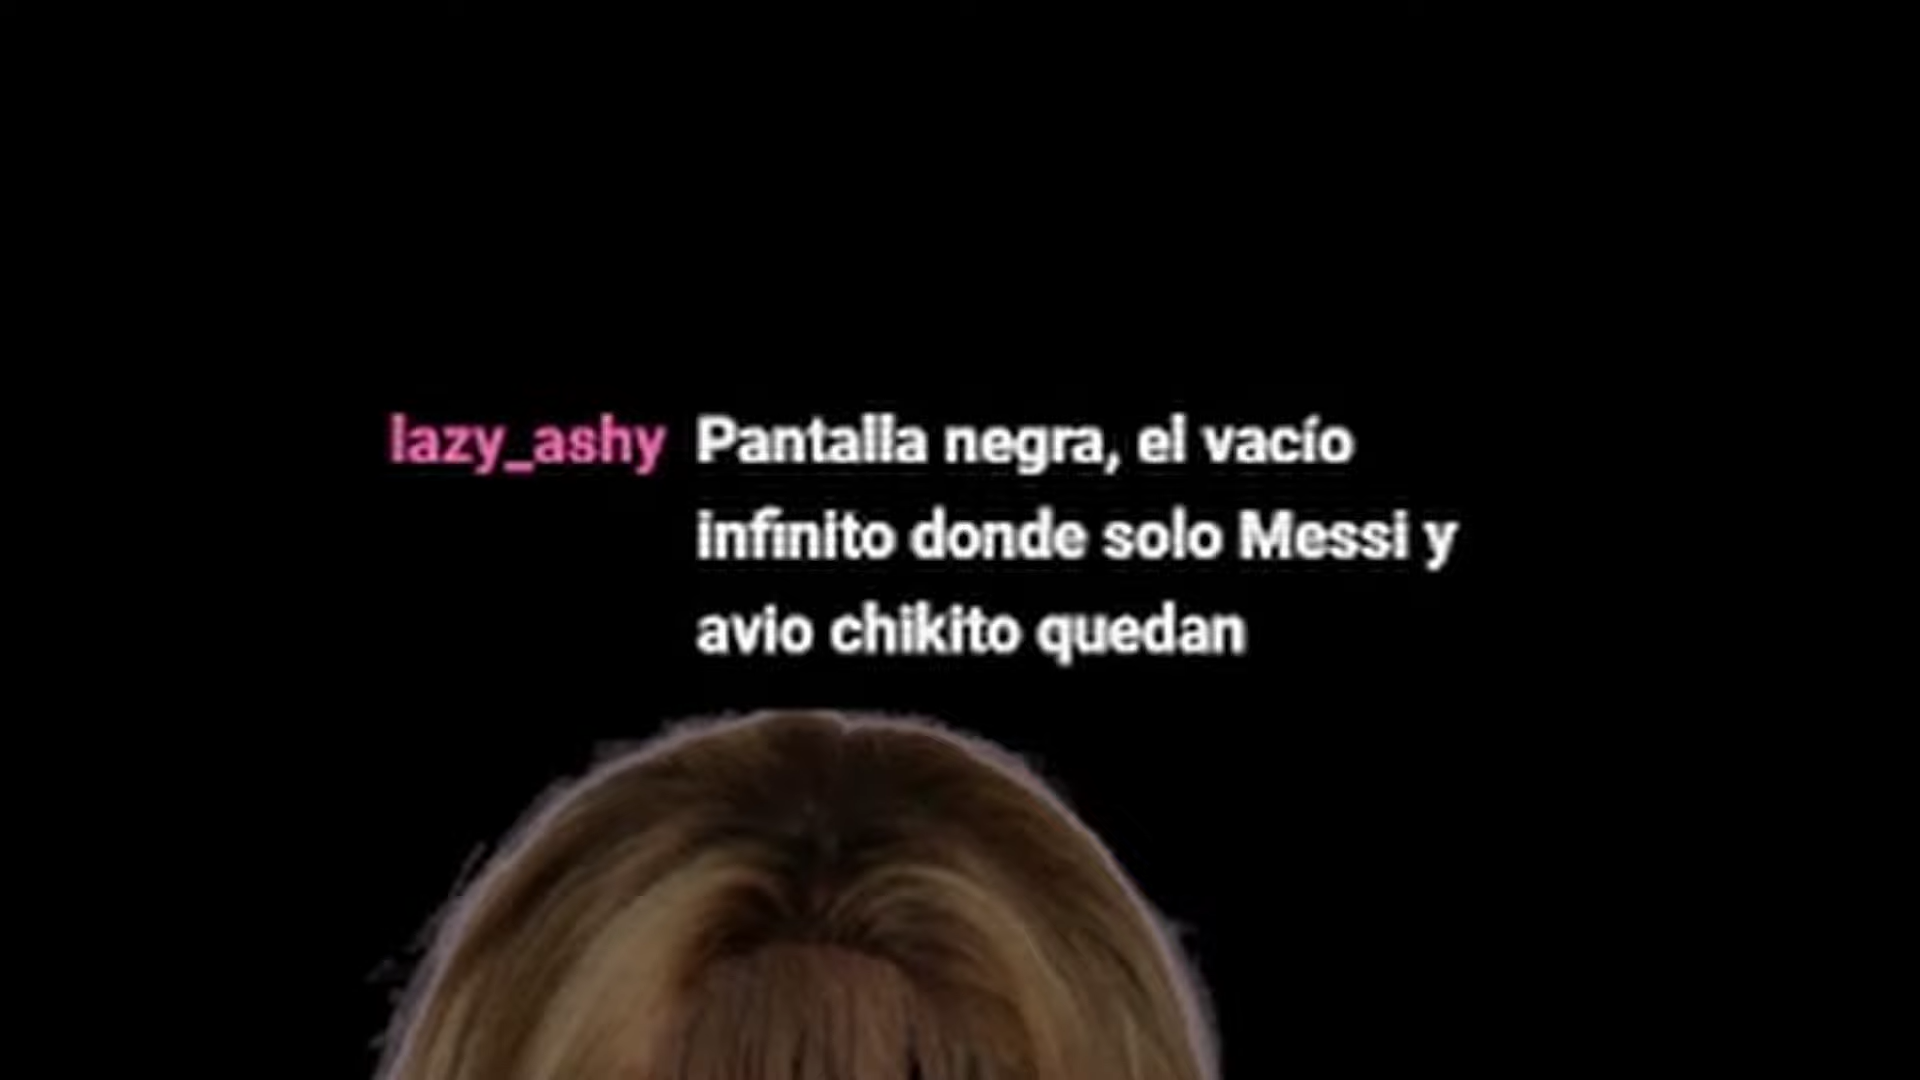 lazy_ashy Pantalla negra, el vacío
infinito donde solo Messi y
avio chikito quedan